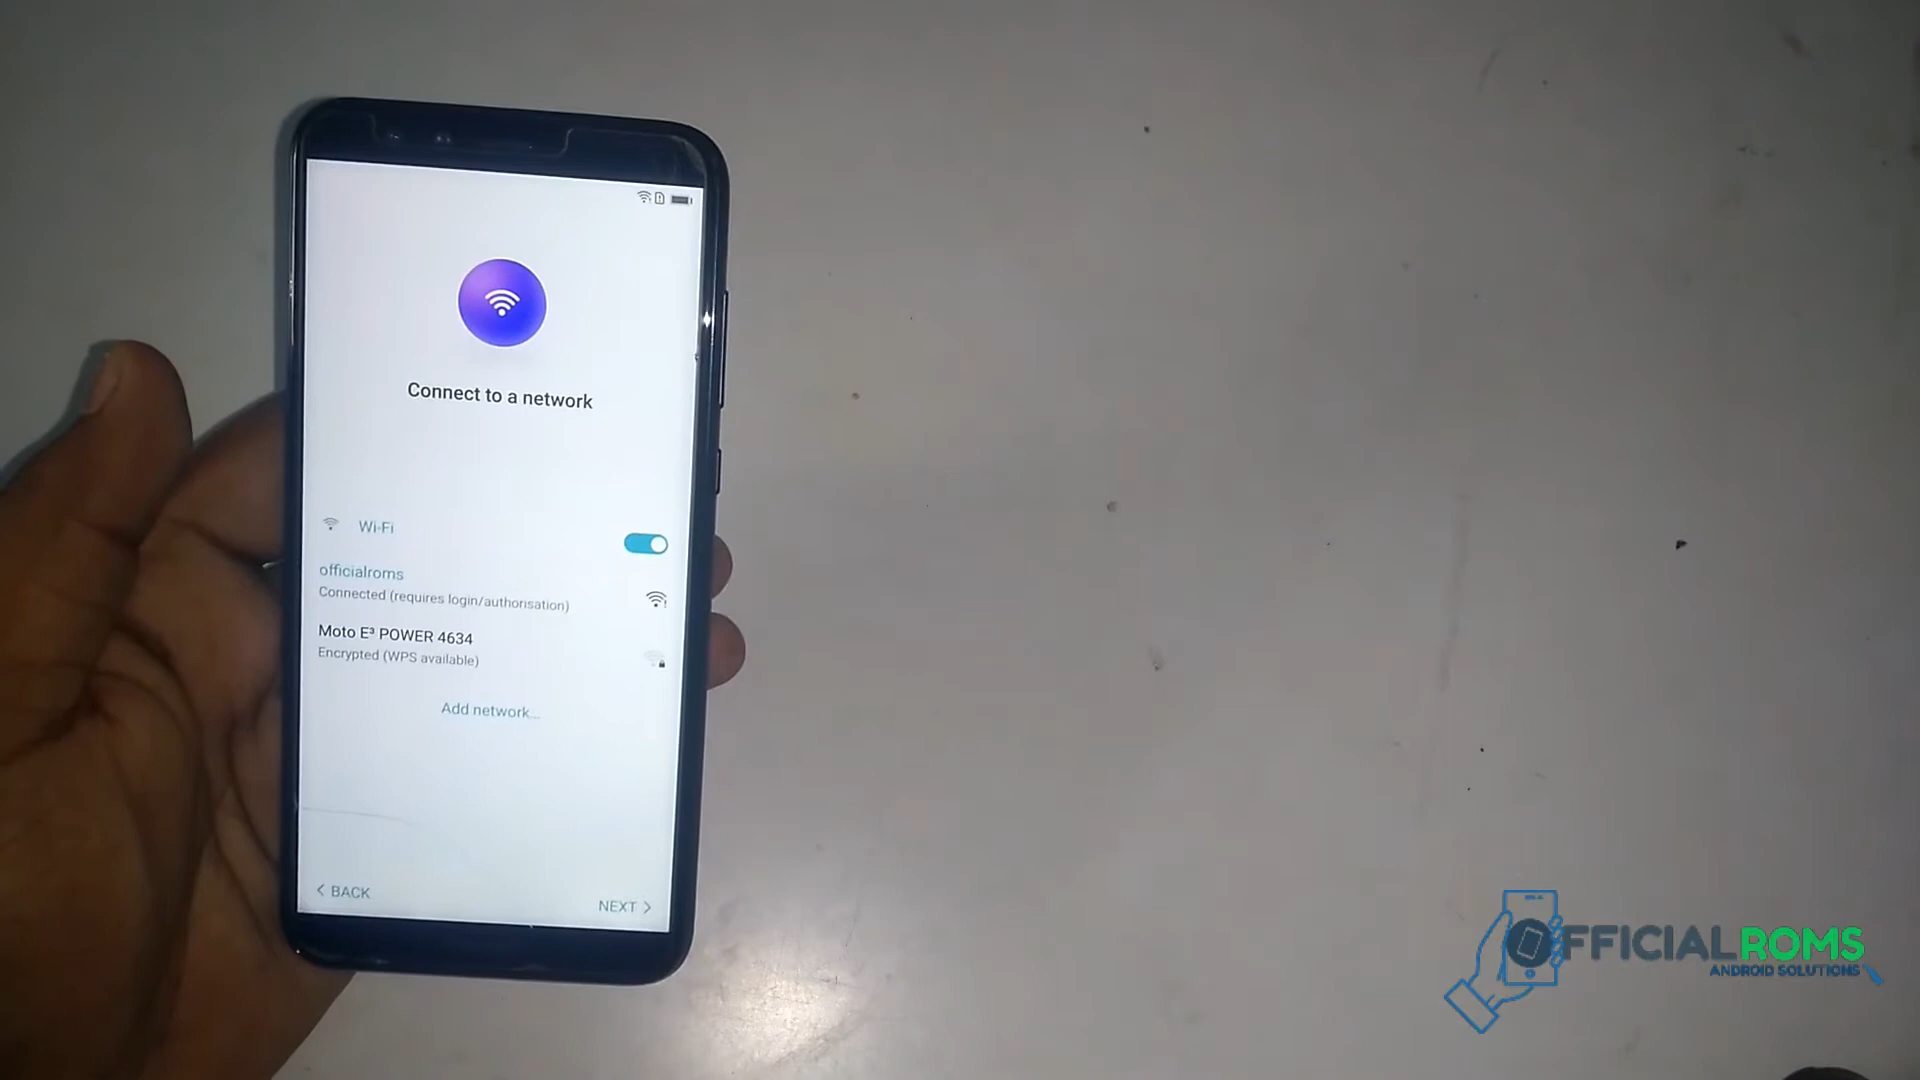 Connect to a network
Wi-Fi
officialroms
Connected (requires login/authorisation)
Moto E³ POWER 4634
Encrypted (WPS available)
Add network...
BACK
NEXT
OFFICIALROMS
ANDROID SOLUTIONS